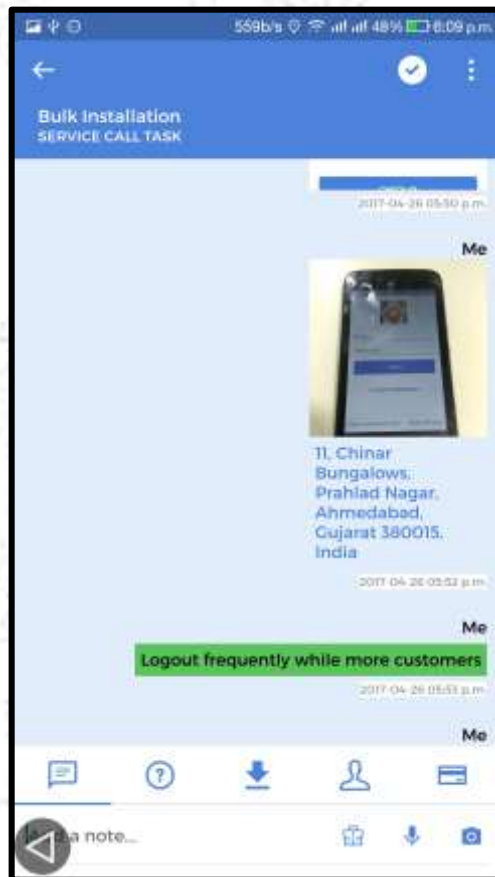 559b/s 48% 6:09 p.m.
Bulk Installation
SERVICE CALL TASK
2017-04-26 05:50 p.m.
Me
11, Chinar
Bungalows,
Prahlad Nagar,
Ahmedabad,
Gujarat 380015,
India
2017-04-26 05:52 p.m.
Me
Logout frequently while more customers
2017-04-26 05:53 p.m.
Me
a note...